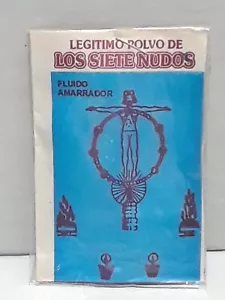 LEGITIMO POLVO DE
LOS SIETE NUDOS
FLUIDO
AMARRADOR